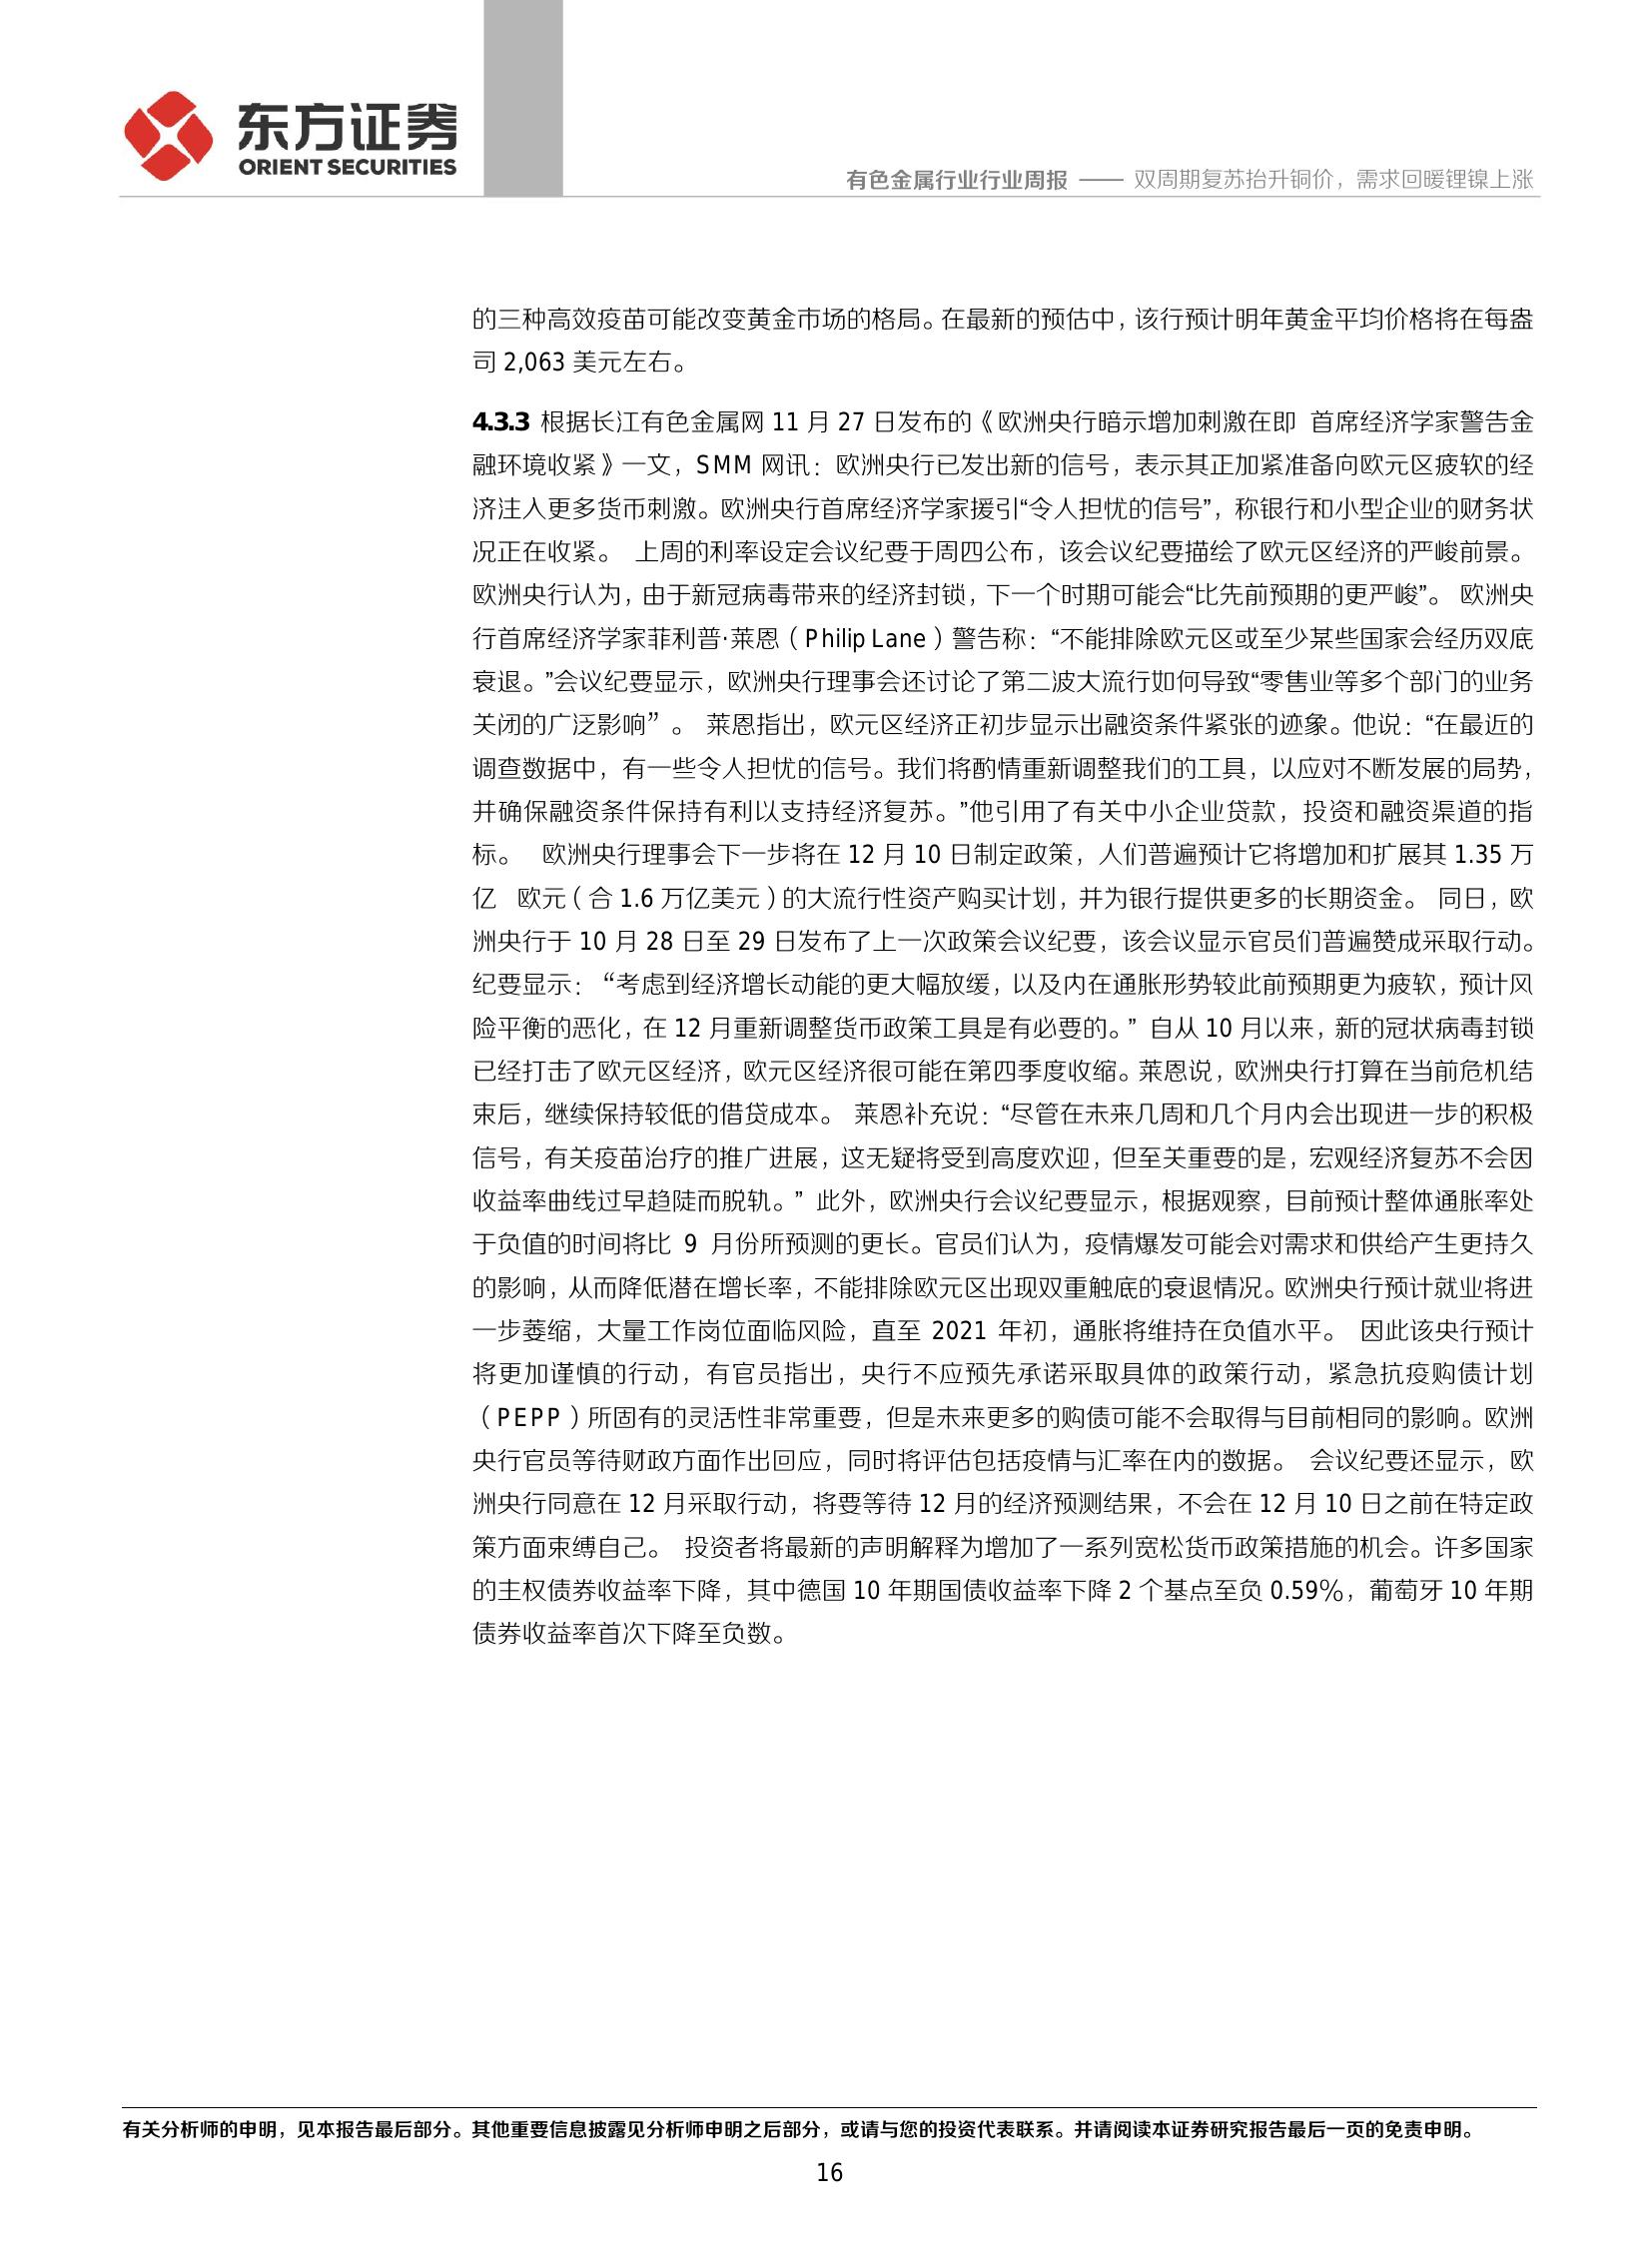 东方证券
ORIENT SECURITIES
有色金属行业行业周报 —— 双周期复苏抬升铜价，需求回暖锂镍上涨
的三种高效疫苗可能改变黄金市场的格局。在最新的预估中，该行预计明年黄金平均价格将在每盎
司 2,063 美元左右。
4.3.3 根据长江有色金属网 11 月 27 日发布的《欧洲央行暗示增加刺激在即 首席经济学家警告金
融环境收紧》一文，SMM 网讯：欧洲央行已发出新的信号，表示其正加紧准备向欧元区疲软的经
济注入更多货币刺激。欧洲央行首席经济学家援引“令人担忧的信号”，称银行和小型企业的财务状
况正在收紧。 上周的利率设定会议纪要于周四公布，该会议纪要描绘了欧元区经济的严峻前景。
欧洲央行认为，由于新冠病毒带来的经济封锁，下一个时期可能会“比先前预期的更严峻”。 欧洲央
行首席经济学家菲利普·莱恩（Philip Lane）警告称：“不能排除欧元区或至少某些国家会经历双底
衰退。”会议纪要显示，欧洲央行理事会还讨论了第二波大流行如何导致“零售业等多个部门的业务
关闭的广泛影响”。 莱恩指出，欧元区经济正初步显示出融资条件紧张的迹象。他说：“在最近的
调查数据中，有一些令人担忧的信号。我们将酌情重新调整我们的工具，以应对不断发展的局势，
并确保融资条件保持有利以支持经济复苏。”他引用了有关中小企业贷款，投资和融资渠道的指
标。 欧洲央行理事会下一步将在 12 月 10 日制定政策，人们普遍预计它将增加和扩展其 1.35 万
亿 欧元（合 1.6 万亿美元）的大流行性资产购买计划，并为银行提供更多的长期资金。 同日，欧
洲央行于 10 月 28 日至 29 日发布了上一次政策会议纪要，该会议显示官员们普遍赞成采取行动。
纪要显示：“考虑到经济增长动能的更大幅放缓，以及内在通胀形势较此前预期更为疲软，预计风
险平衡的恶化，在 12 月重新调整货币政策工具是有必要的。” 自从 10 月以来，新的冠状病毒封锁
已经打击了欧元区经济，欧元区经济很可能在第四季度收缩。莱恩说，欧洲央行打算在当前危机结
束后，继续保持较低的借贷成本。 莱恩补充说：“尽管在未来几周和几个月内会出现进一步的积极
信号，有关疫苗治疗的推广进展，这无疑将受到高度欢迎，但至关重要的是，宏观经济复苏不会因
收益率曲线过早趋陡而脱轨。” 此外，欧洲央行会议纪要显示，根据观察，目前预计整体通胀率处
于负值的时间将比 9 月份所预测的更长。官员们认为，疫情爆发可能会对需求和供给产生更持久
的影响，从而降低潜在增长率，不能排除欧元区出现双重触底的衰退情况。欧洲央行预计就业将进
一步萎缩，大量工作岗位面临风险，直至 2021 年初，通胀将维持在负值水平。 因此该央行预计
将更加谨慎的行动，有官员指出，央行不应预先承诺采取具体的政策行动，紧急抗疫购债计划
（PEPP）所固有的灵活性非常重要，但是未来更多的购债可能不会取得与目前相同的影响。欧洲
央行官员等待财政方面作出回应，同时将评估包括疫情与汇率在内的数据。 会议纪要还显示，欧
洲央行同意在 12 月采取行动，将要等待 12 月的经济预测结果，不会在 12 月 10 日之前在特定政
策方面束缚自己。 投资者将最新的声明解释为增加了一系列宽松货币政策措施的机会。许多国家
的主权债券收益率下降，其中德国 10 年期国债收益率下降 2 个基点至负 0.59%，葡萄牙 10 年期
债券收益率首次下降至负数。
有关分析师的申明，见本报告最后部分。其他重要信息披露见分析师申明之后部分，或请与您的投资代表联系。并请阅读本证券研究报告最后一页的免责申明。
16